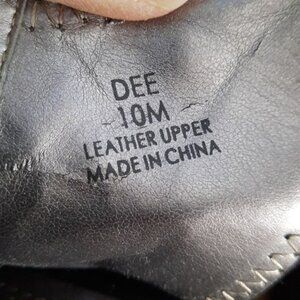 DEE
10M
LEATHER UPPER
MADE IN CHINA